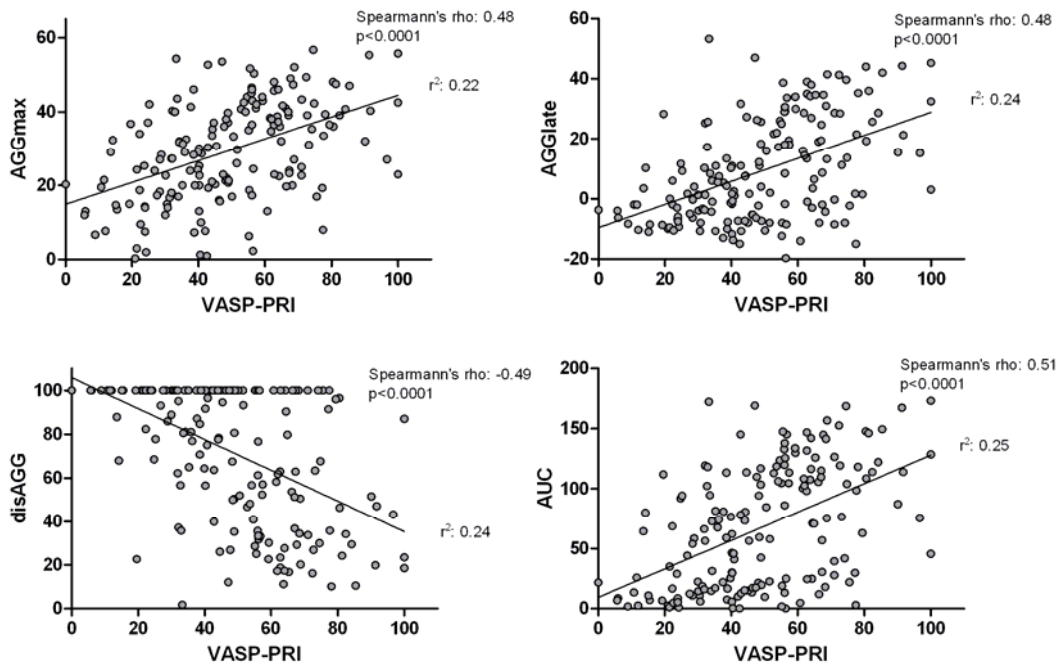 Spearmann's rho: 0.48
p<0.0001
r²: 0.22
AGGmax
60
40
20
0
0 20 40 60 80 100
VASP-PRI
Spearmann's rho: 0.48
p<0.0001
r²: 0.24
AGGlate
60
40
20
0
-20
0 20 40 60 80 100
VASP-PRI
Spearmann's rho: -0.49
p<0.0001
r²: 0.24
disAGG
100
80
60
40
20
0
0 20 40 60 80 100
VASP-PRI
Spearmann's rho: 0.51
p<0.0001
r²: 0.25
AUC
200
150
100
50
0
0 20 40 60 80 100
VASP-PRI